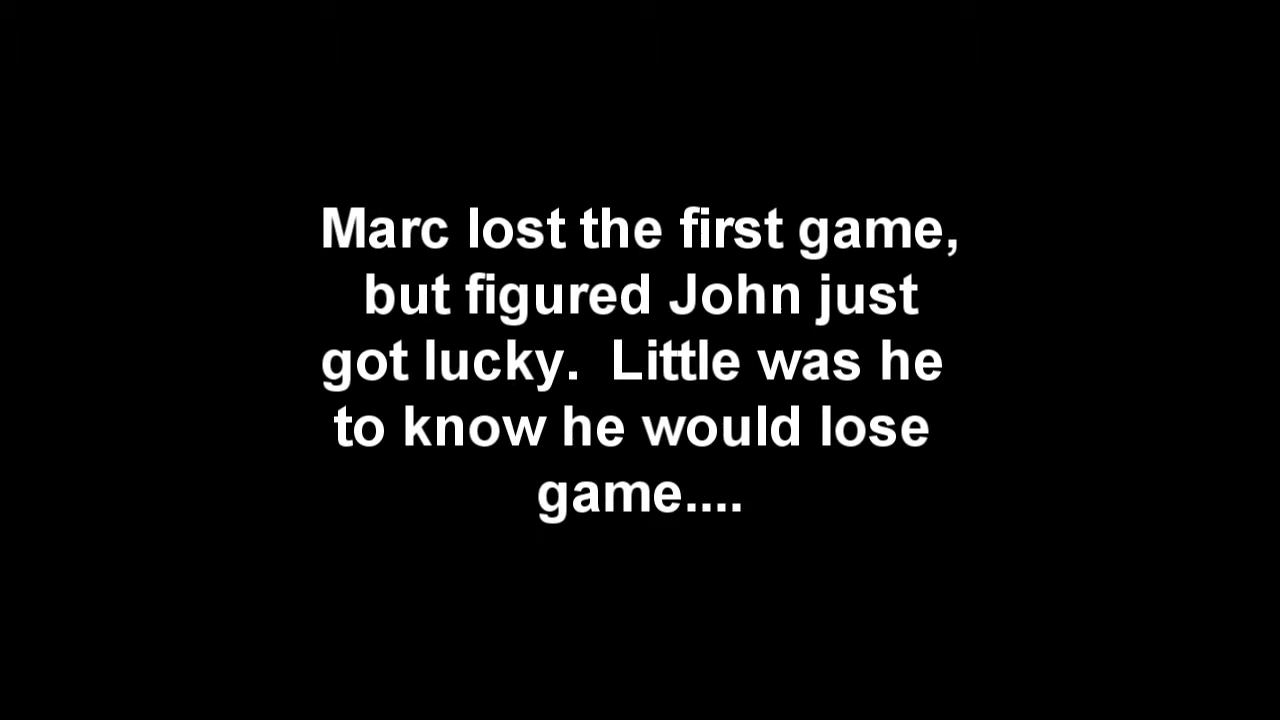 Marc lost the first game,
but figured John just
got lucky.  Little was he
to know he would lose
game....